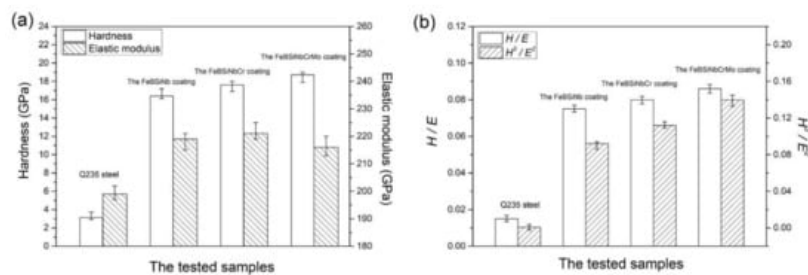 (a)
Hardness
Elastic modulus
Hardness (GPa)
24
22
20
18
16
14
12
10
8
6
4
2
0
Q235 steel
The FeBSiNb coating
The FeBSiNbCr coating
The FeBSiNbCrMo coating
260
250
240
230
220
210
200
190
180
Elastic modulus (GPa)
The tested samples
(b)
H / E
H³ / E²
H / E
0.12
0.10
0.08
0.06
0.04
0.02
0.00
Q235 steel
The FeBSiNb coating
The FeBSiNbCr coating
The FeBSiNbCrMo coating
0.20
0.16
0.12
0.08
0.04
0.00
The tested samples